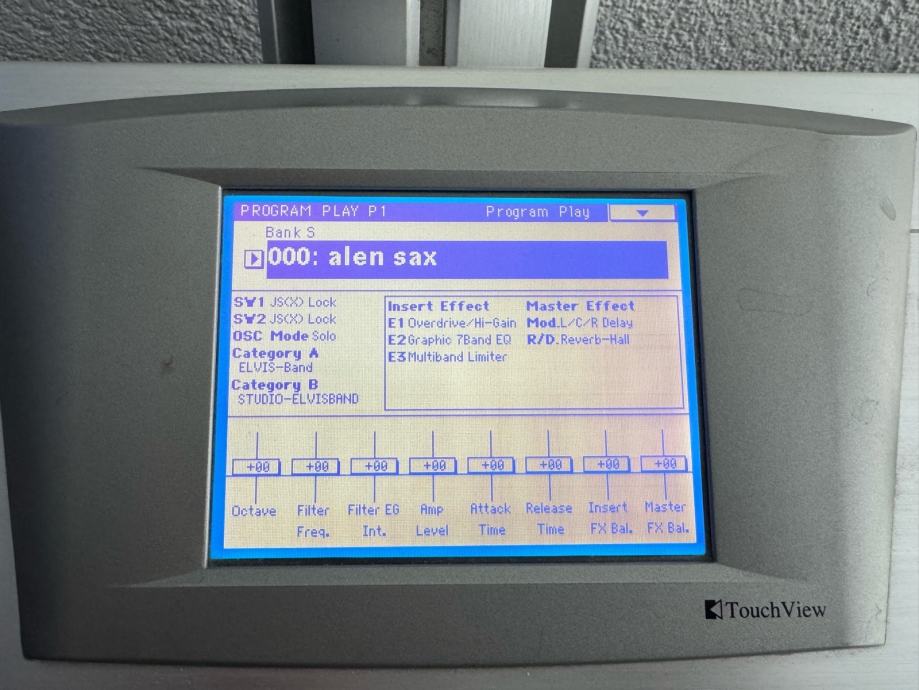 PROGRAM PLAY P1 Program Play
Bank S
000: alen sax
SW1 JS(X) Lock
SW2 JS(X) Lock
OSC Mode Solo
Category A
ELVIS-Band
Category B
STUDIO-ELVISBAND
Insert Effect Master Effect
E1 Overdrive/Hi-Gain Mod. L/C/R Delay
E2 Graphic 7Band EQ R/D. Reverb-Hall
E3 Multiband Limiter
+00 +00 +00 +00 +00 +00 +00 +00
Octave Filter Filter EG Amp Attack Release Insert Master
Freq. Int. Level Time Time FX Bal. FX Bal.
TouchView